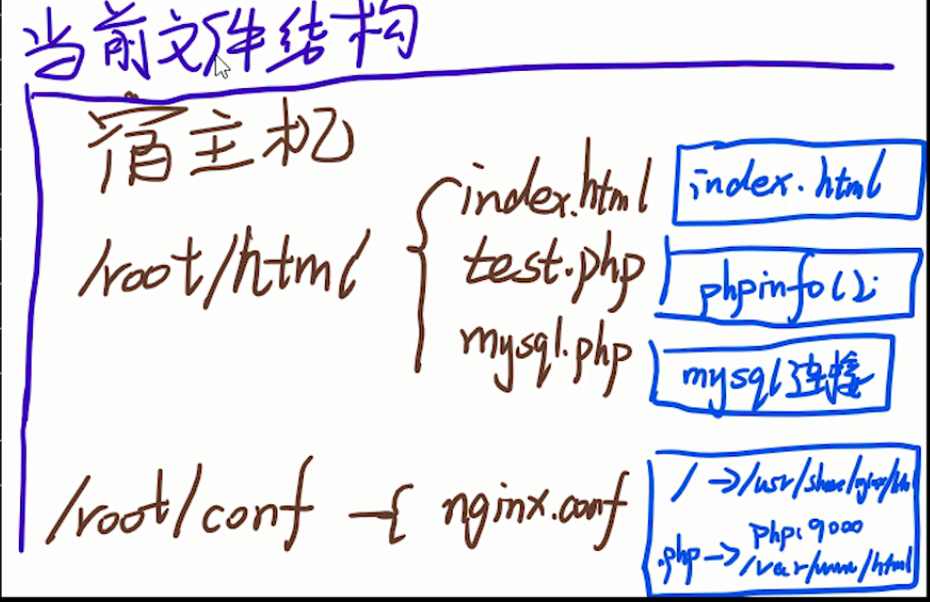 当前文件结构
宿主机
/root/html { index.html index.html
test.php phpinfo();
mysql.php mysql连接
/root/conf -{ nginx.conf / -> /usr/share/nginx/html
php:9000
.php -> /var/www/html